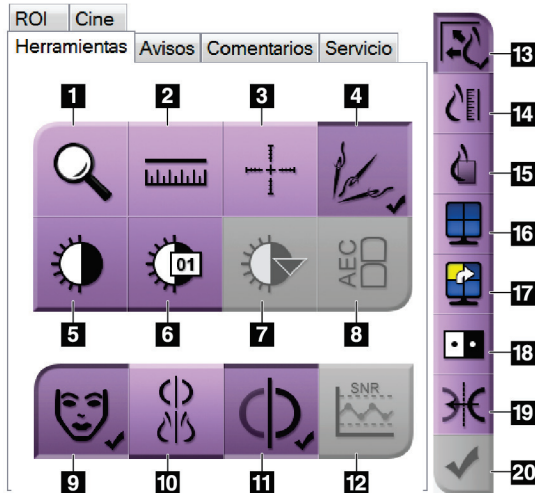 ROI Cine
Herramientas Avisos Comentarios Servicio
1 2 3 4
01
AEC
5 6 7 8
SNR
9 10 11 12
13
14
15
16
17
18
19
20